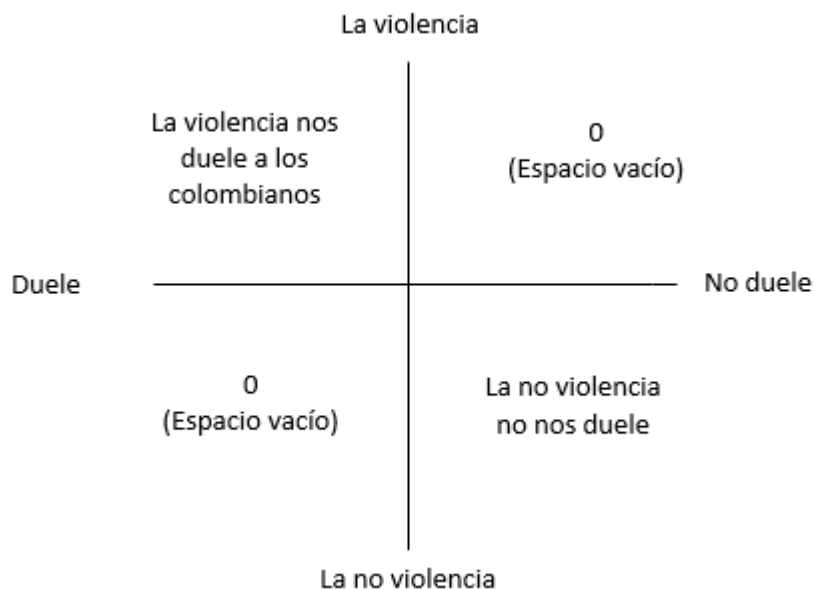 La violencia
La violencia nos
duele a los
colombianos
0
(Espacio vacío)
Duele
No duele
0
(Espacio vacío)
La no violencia
no nos duele
La no violencia